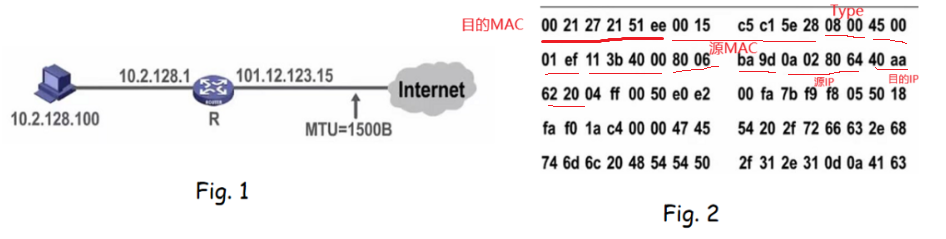 10.2.128.1
101.12.123.15
Internet
10.2.128.100
ROUTER
R
MTU=1500B
Fig. 1
目的MAC
Type
00 21 27 21 51 ee 00 15 c5 c1 5e 28 08 00 45 00
源MAC
01 ef 11 3b 40 00 80 06 ba 9d 0a 02 80 64 40 aa
源IP
目的IP
62 20 04 ff 00 50 e0 e2 00 fa 7b f9 f8 05 50 18
fa f0 1a c4 00 00 47 45 54 20 2f 72 66 63 2e 68
74 6d 6c 20 48 54 54 50 2f 31 2e 31 0d 0a 41 63
Fig. 2